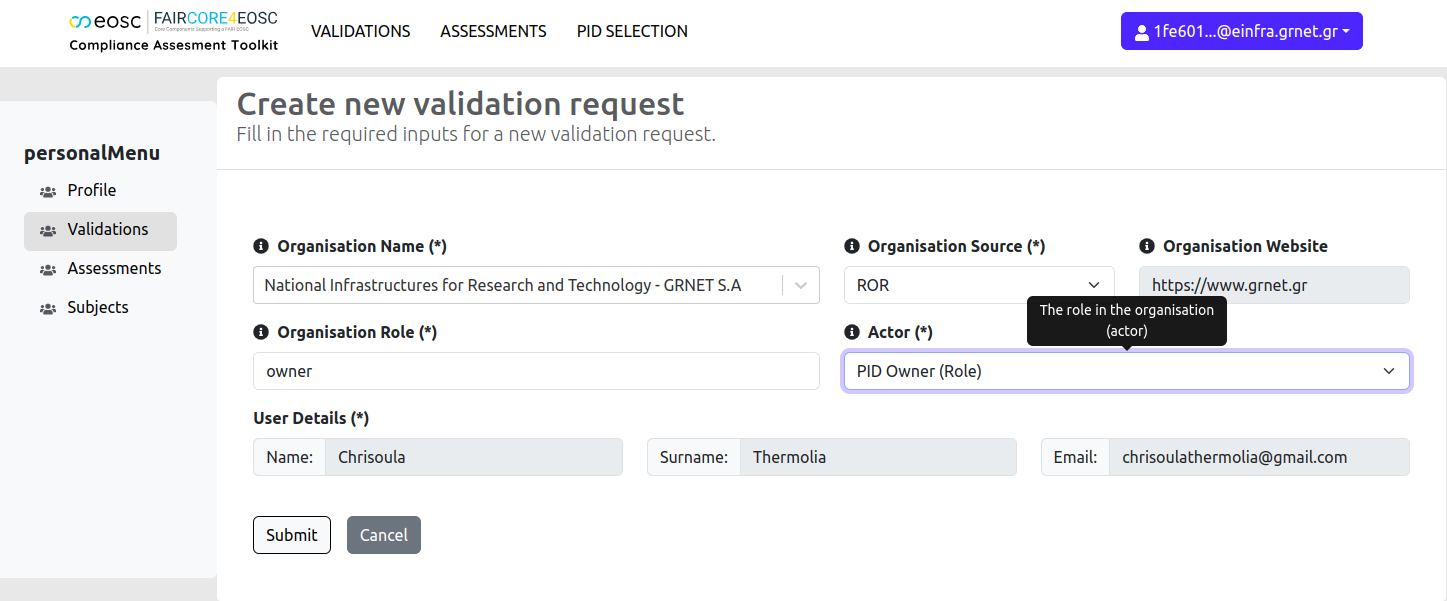 eosc FAIRCORE4EOSC
Core Components Supporting a FAIR EOSC
Compliance Assesment Toolkit
VALIDATIONS ASSESSMENTS PID SELECTION
1fe601...@einfra.grnet.gr
personalMenu
Profile
Validations
Assessments
Subjects
Create new validation request
Fill in the required inputs for a new validation request.
Organisation Name (*)
National Infrastructures for Research and Technology - GRNET S.A
Organisation Source (*)
ROR
Organisation Website
https://www.grnet.gr
Organisation Role (*)
owner
Actor (*)
The role in the organisation
(actor)
PID Owner (Role)
User Details (*)
Name: Chrisoula
Surname: Thermolia
Email: chrisoulathermolia@gmail.com
Submit
Cancel